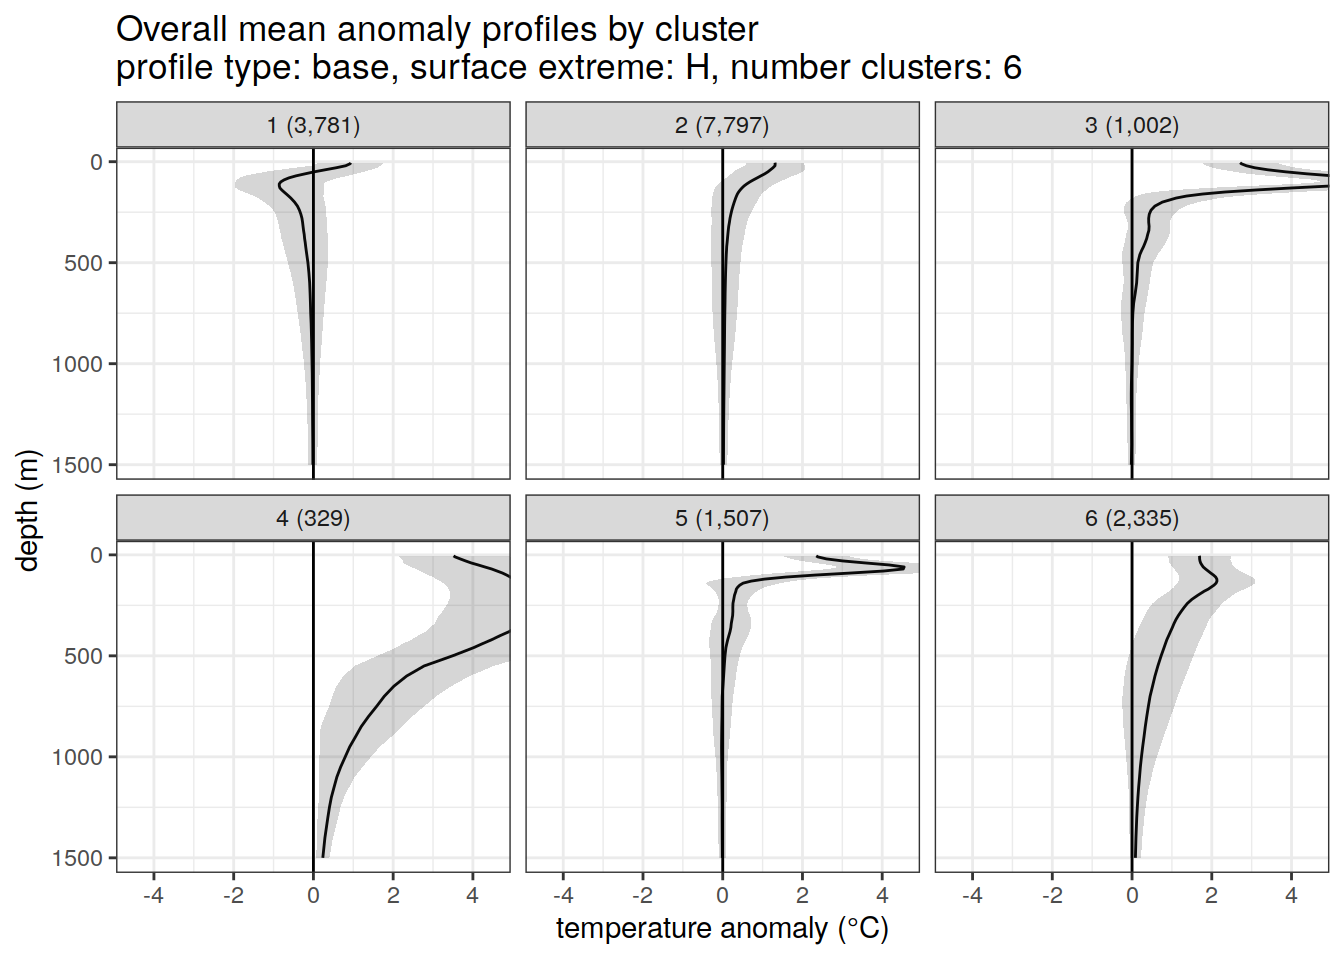 Overall mean anomaly profiles by cluster
profile type: base, surface extreme: H, number clusters: 6
1 (3,781)
2 (7,797)
3 (1,002)
0
500
1000
1500
4 (329)
5 (1,507)
6 (2,335)
0
500
1000
1500
depth (m)
-4 -2 0 2 4
-4 -2 0 2 4
-4 -2 0 2 4
temperature anomaly (°C)